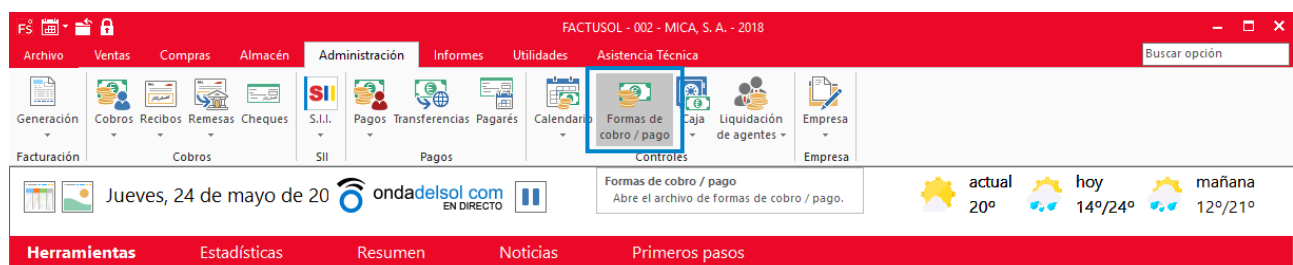 FS
FACTUSOL - 002 - MICA, S. A. - 2018
Archivo Ventas Compras Almacén Administración Informes Utilidades Asistencia Técnica Buscar opción
Generación Cobros Recibos Remesas Cheques S.I.I. Pagos Transferencias Pagarés Calendario Formas de Caja Liquidación Empresa
cobro / pago de agentes
Facturación Cobros SII Pagos Controles Empresa
Jueves, 24 de mayo de 20 ondadelsol com
EN DIRECTO
Formas de cobro / pago
Abre el archivo de formas de cobro / pago.
actual hoy mañana
20º 14º/24º 12º/21º
Herramientas Estadísticas Resumen Noticias Primeros pasos